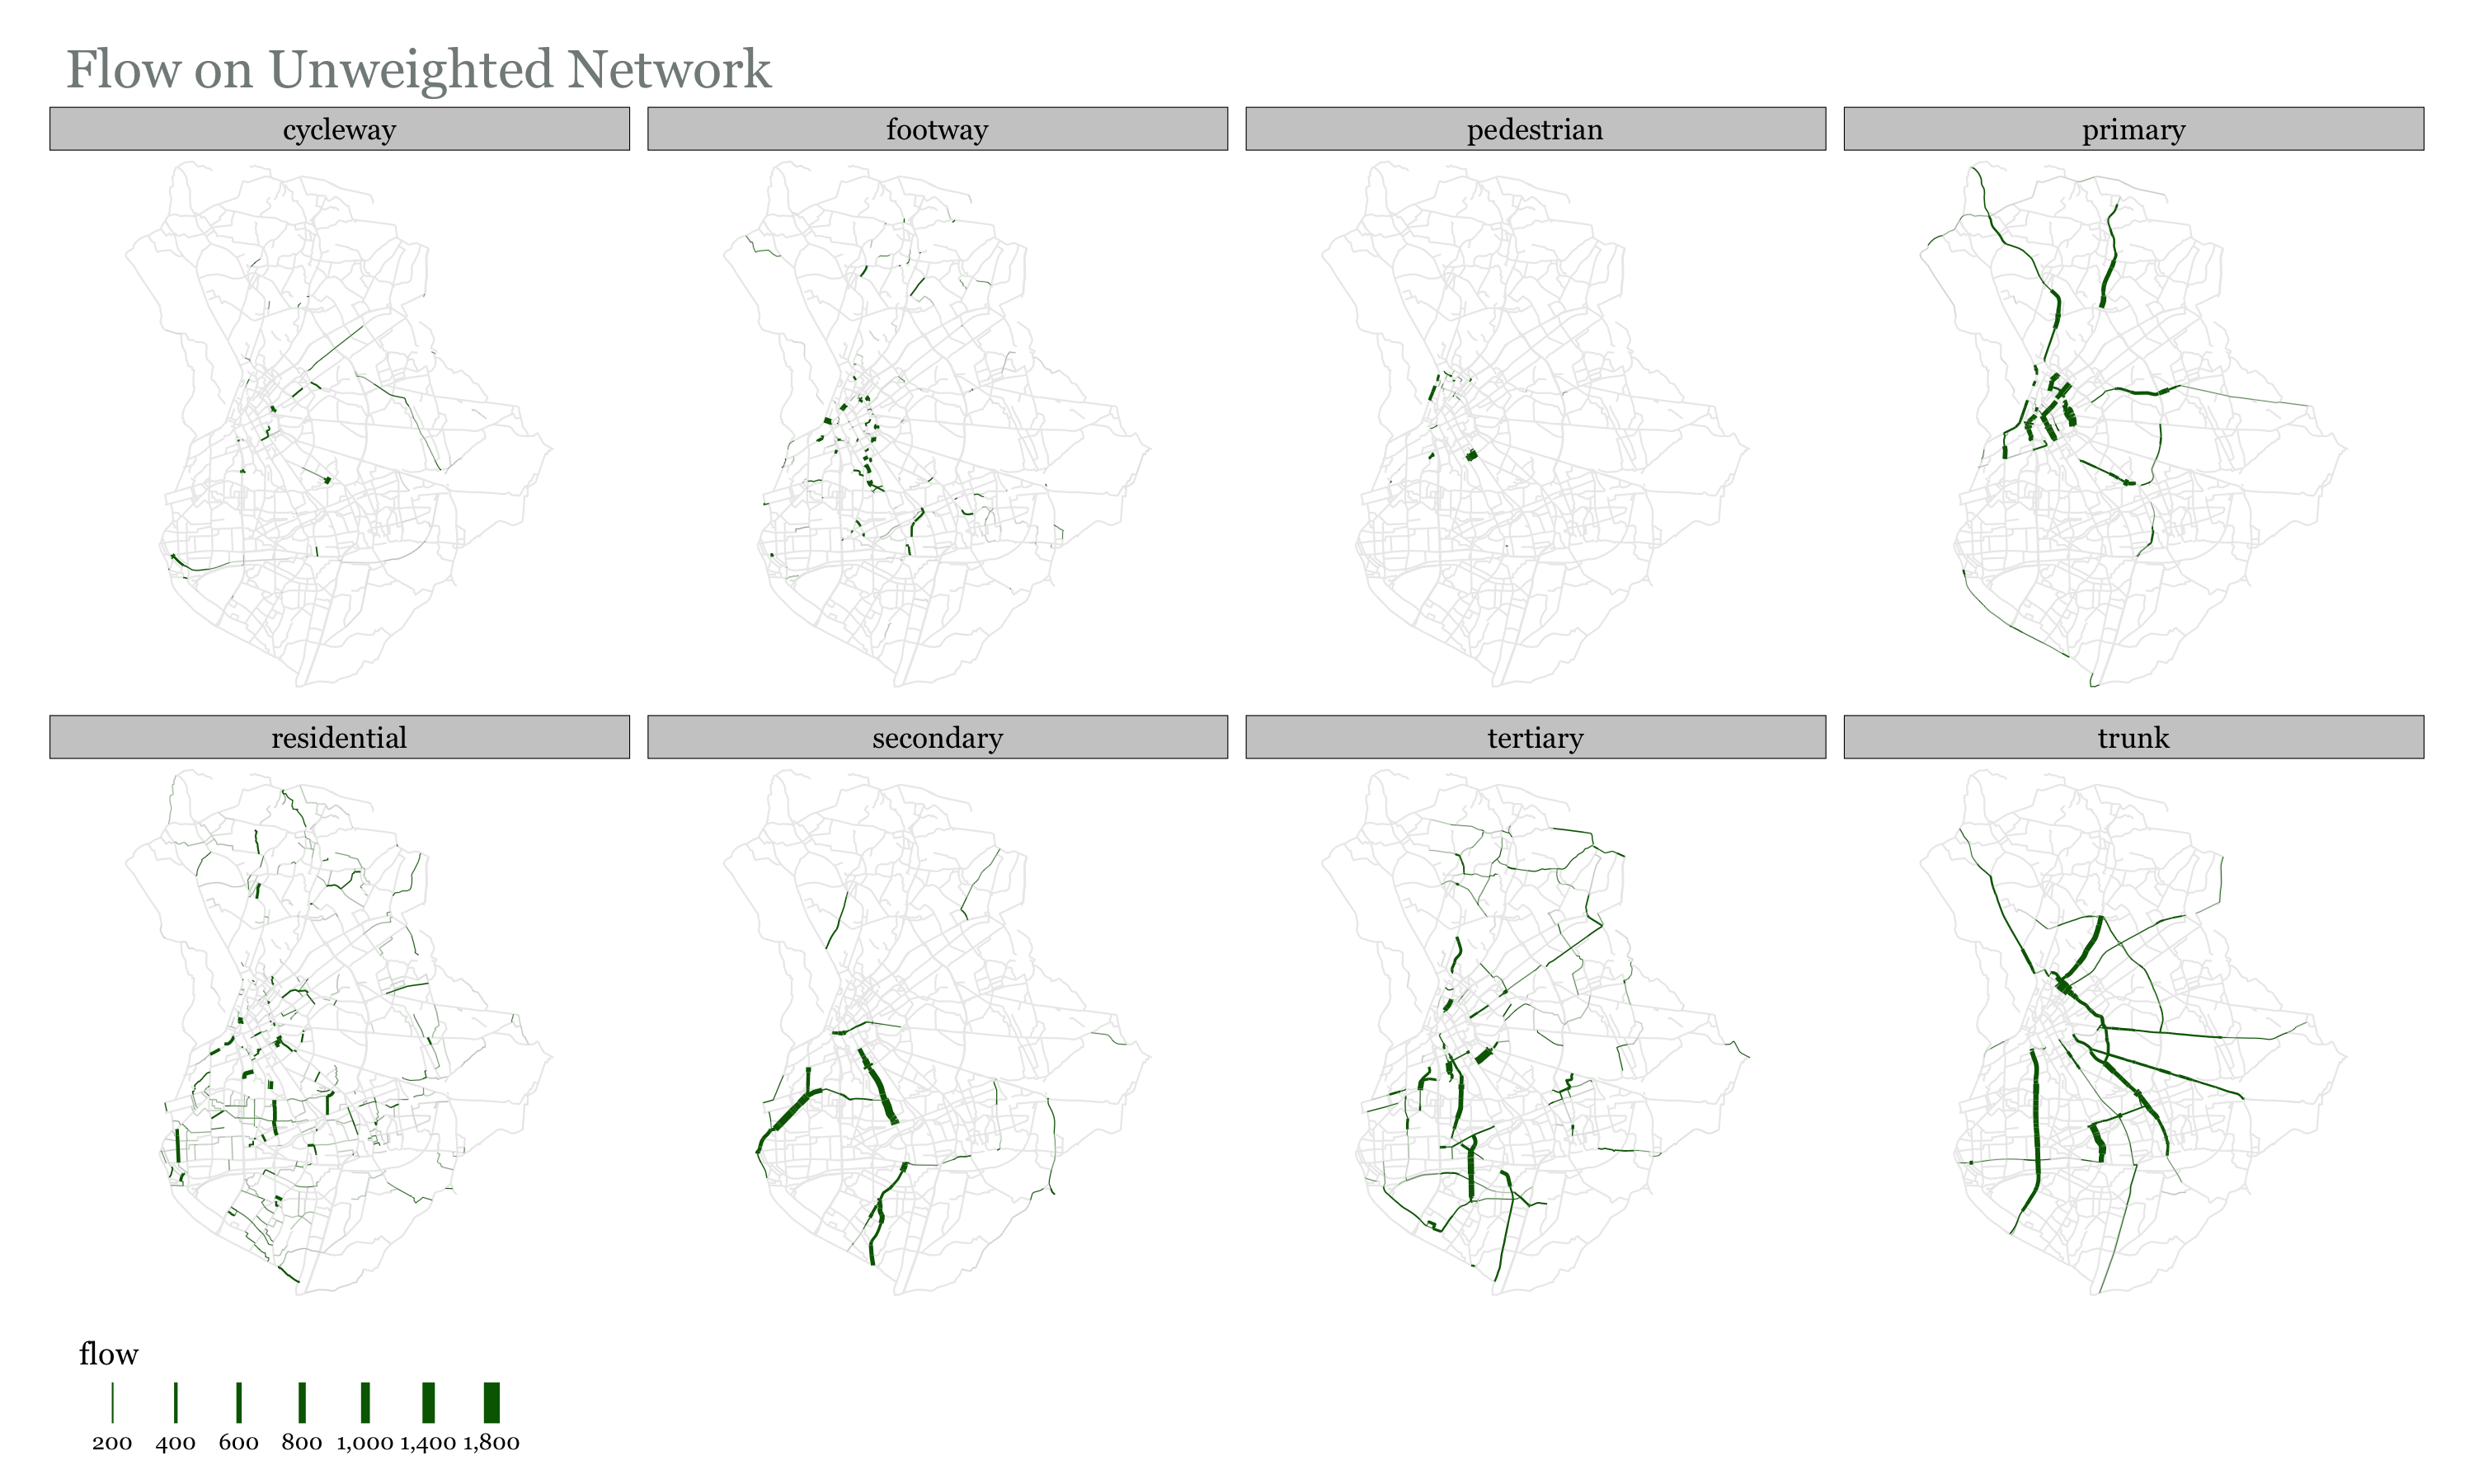 Flow on Unweighted Network
cycleway
footway
pedestrian
primary
residential
secondary
tertiary
trunk
flow
200 400 600 800 1,000 1,400 1,800